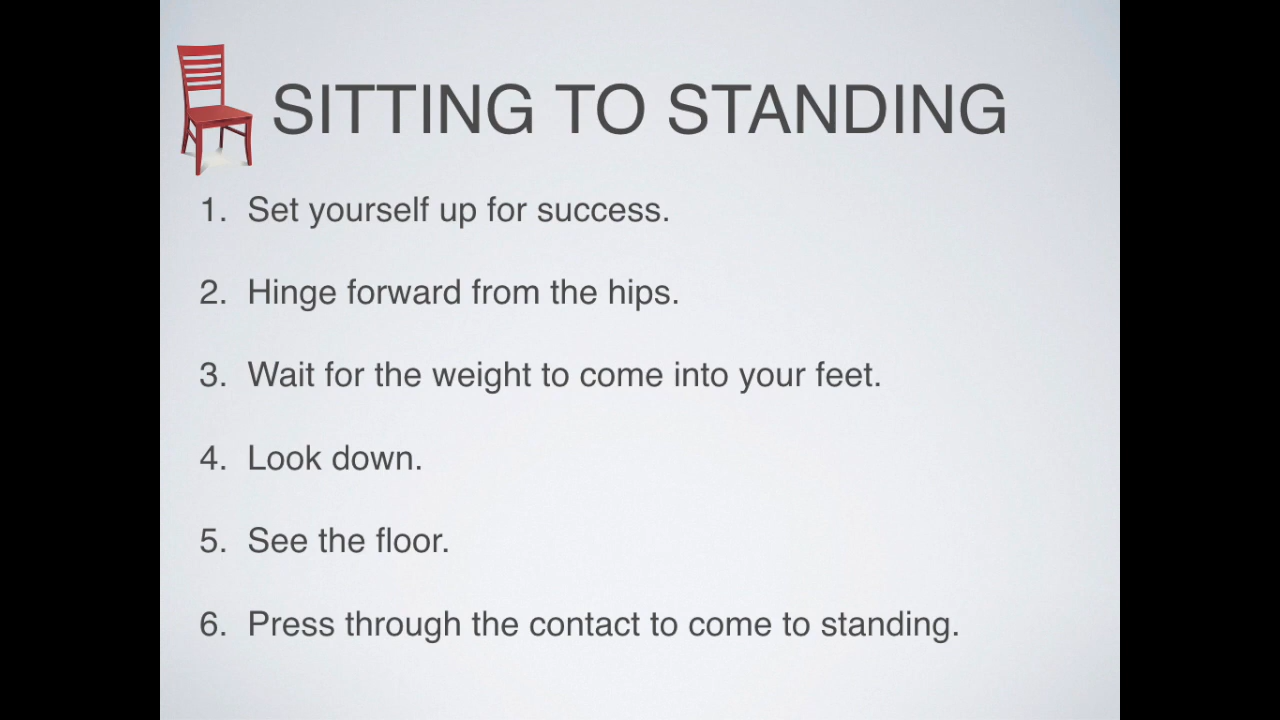 SITTING TO STANDING
1. Set yourself up for success.
2. Hinge forward from the hips.
3. Wait for the weight to come into your feet.
4. Look down.
5. See the floor.
6. Press through the contact to come to standing.